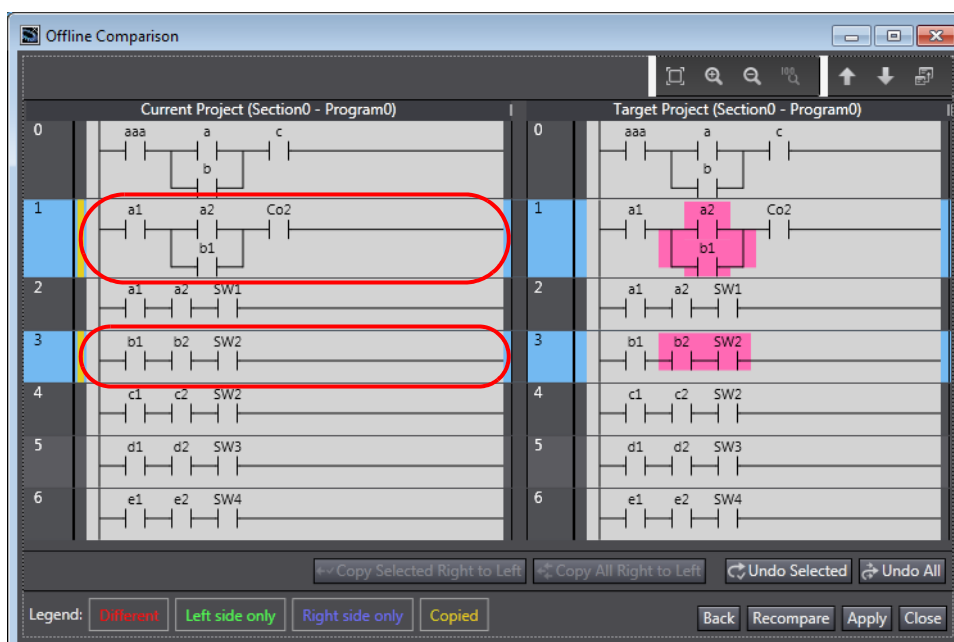 Offline Comparison
100
Current Project (Section0 - Program0)
Target Project (Section0 - Program0)
0 aaa a c
b
0 aaa a c
b
1 a1 a2 Co2
b1
1 a1 a2 Co2
b1
2 a1 a2 SW1
2 a1 a2 SW1
3 b1 b2 SW2
3 b1 b2 SW2
4 c1 c2 SW2
4 c1 c2 SW2
5 d1 d2 SW3
5 d1 d2 SW3
6 e1 e2 SW4
6 e1 e2 SW4
Copy Selected Right to Left Copy All Right to Left Undo Selected Undo All
Legend: Different Left side only Right side only Copied Back Recompare Apply Close